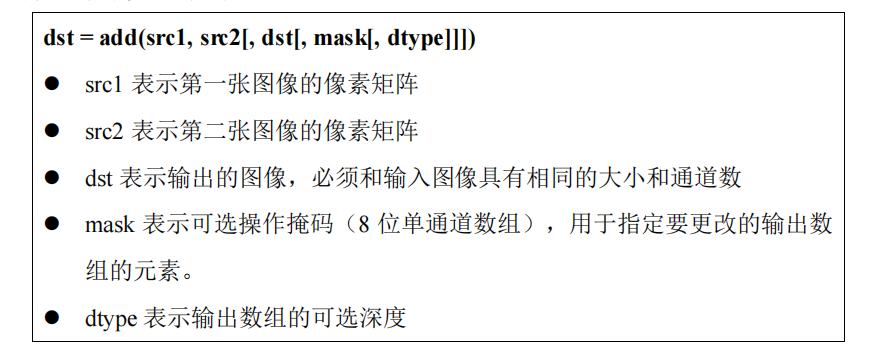 dst = add(src1, src2[, dst[, mask[, dtype]]])
● src1 表示第一张图像的像素矩阵
● src2 表示第二张图像的像素矩阵
● dst 表示输出的图像，必须和输入图像具有相同的大小和通道数
● mask 表示可选操作掩码（8 位单通道数组），用于指定要更改的输出数
组的元素。
● dtype 表示输出数组的可选深度